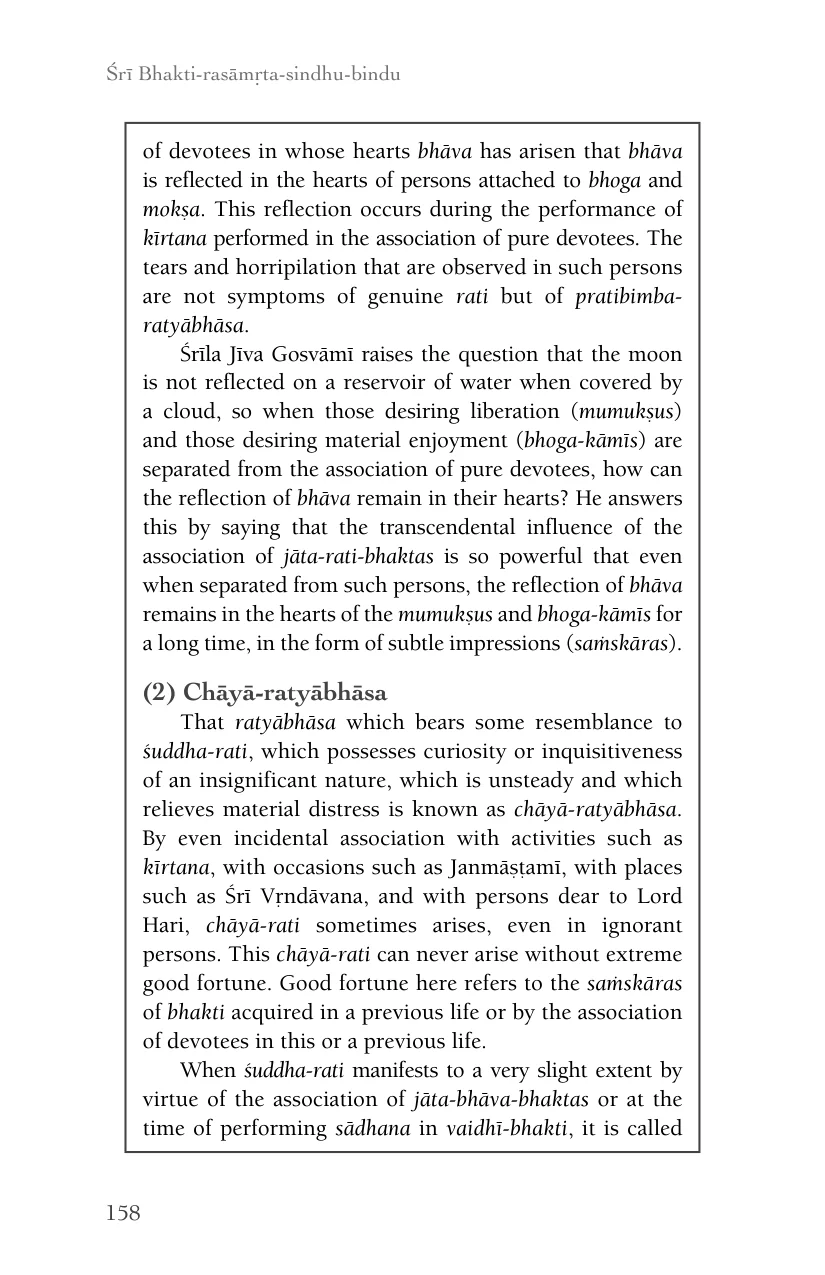 Śrī Bhakti-rasāmṛta-sindhu-bindu
of devotees in whose hearts bhāva has arisen that bhāva
is reflected in the hearts of persons attached to bhoga and
mokṣa. This reflection occurs during the performance of
kīrtana performed in the association of pure devotees. The
tears and horripilation that are observed in such persons
are not symptoms of genuine rati but of pratibimba-
ratyābhāsa.
Śrīla Jīva Gosvāmī raises the question that the moon
is not reflected on a reservoir of water when covered by
a cloud, so when those desiring liberation (mumukṣus)
and those desiring material enjoyment (bhoga-kāmīs) are
separated from the association of pure devotees, how can
the reflection of bhāva remain in their hearts? He answers
this by saying that the transcendental influence of the
association of jāta-rati-bhaktas is so powerful that even
when separated from such persons, the reflection of bhāva
remains in the hearts of the mumukṣus and bhoga-kāmīs for
a long time, in the form of subtle impressions (saṁskāras).
(2) Chāyā-ratyābhāsa
That ratyābhāsa which bears some resemblance to
śuddha-rati, which possesses curiosity or inquisitiveness
of an insignificant nature, which is unsteady and which
relieves material distress is known as chāyā-ratyābhāsa.
By even incidental association with activities such as
kīrtana, with occasions such as Janmāṣṭamī, with places
such as Śrī Vṛndāvana, and with persons dear to Lord
Hari, chāyā-rati sometimes arises, even in ignorant
persons. This chāyā-rati can never arise without extreme
good fortune. Good fortune here refers to the saṁskāras
of bhakti acquired in a previous life or by the association
of devotees in this or a previous life.
When śuddha-rati manifests to a very slight extent by
virtue of the association of jāta-bhāva-bhaktas or at the
time of performing sādhana in vaidhī-bhakti, it is called
158